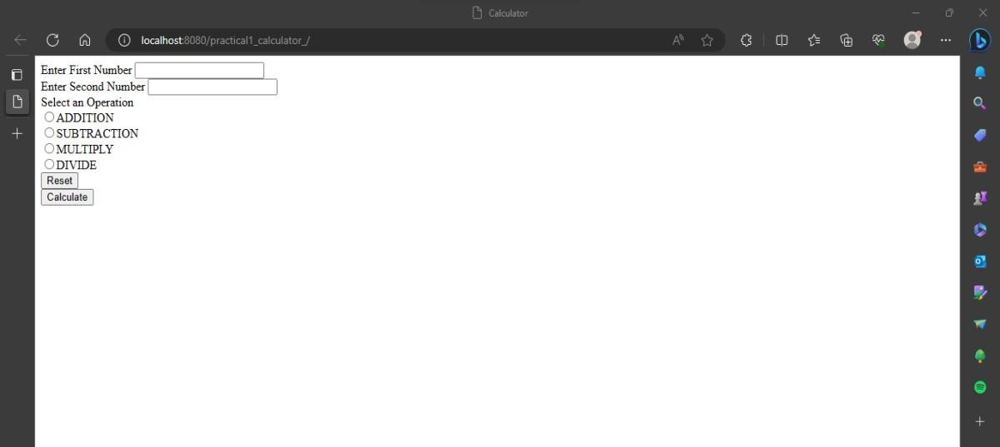 Calculator
localhost:8080/practical1_calculator_/
Enter First Number
Enter Second Number
Select an Operation
ADDITION
SUBTRACTION
MULTIPLY
DIVIDE
Reset
Calculate